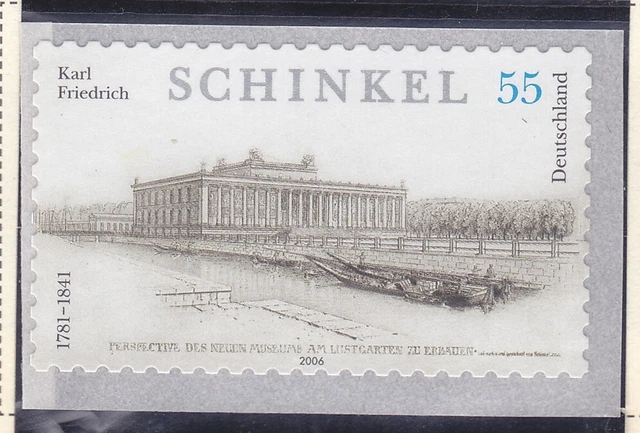 Karl
Friedrich
SCHINKEL
55
Deutschland
1781–1841
PERSPECTIVE DES NEUEN MUSEUMS AM LUSTGARTEN ZU ERBAUEN
2006